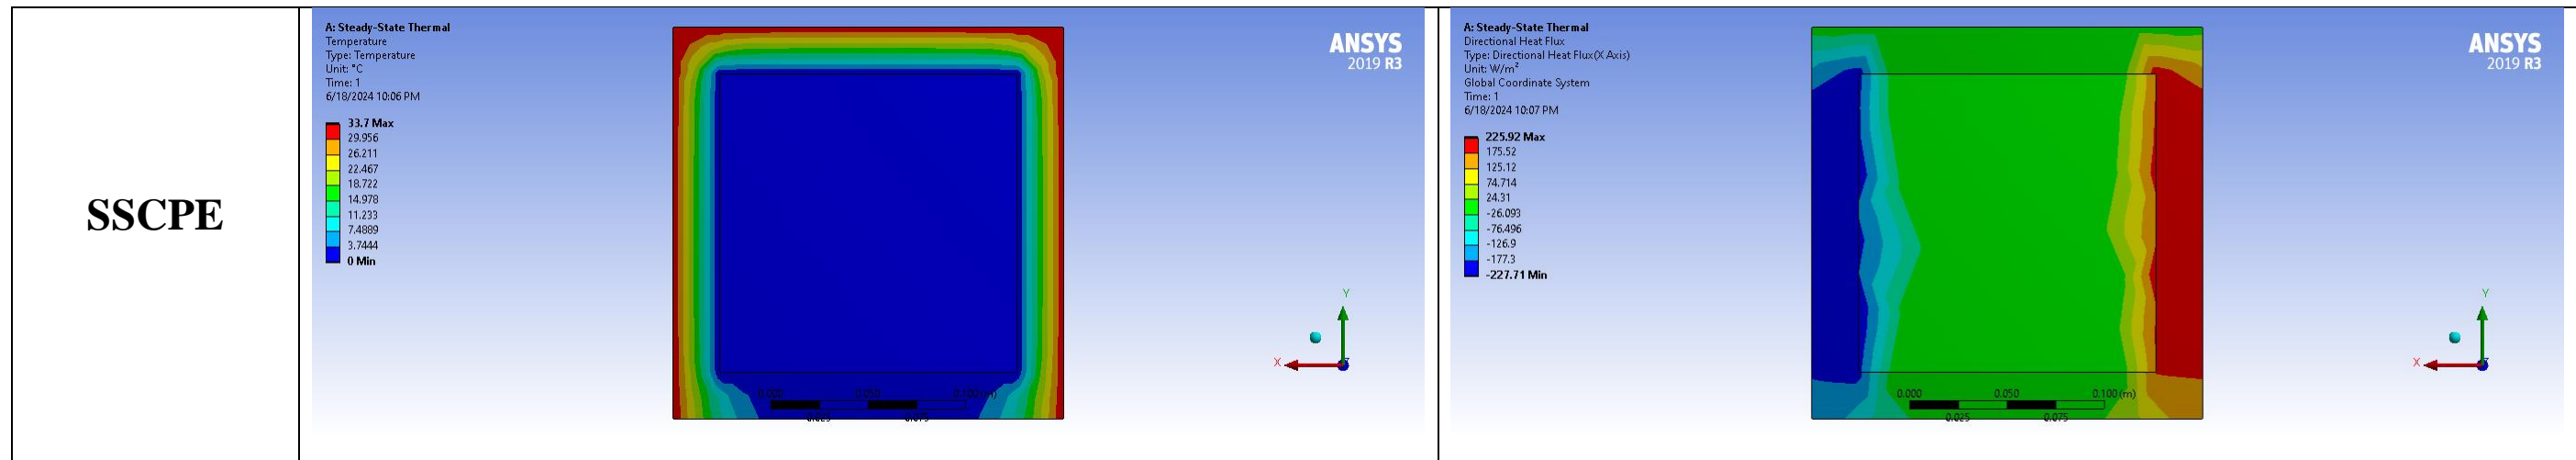 SSCPE
A: Steady-State Thermal
Temperature
Type: Temperature
Unit: °C
Time: 1
6/18/2024 10:06 PM
33.7 Max
29.956
26.211
22.467
18.722
14.978
11.233
7.4889
3.7444
0 Min
ANSYS
2019 R3
Y
X
0.000 0.050 0.100 (m)
0.025 0.075
A: Steady-State Thermal
Directional Heat Flux
Type: Directional Heat Flux(X Axis)
Unit: W/m²
Global Coordinate System
Time: 1
6/18/2024 10:07 PM
225.92 Max
175.52
125.12
74.714
24.31
-26.093
-76.496
-126.9
-177.3
-227.71 Min
ANSYS
2019 R3
Y
X
0.000 0.050 0.100 (m)
0.025 0.075